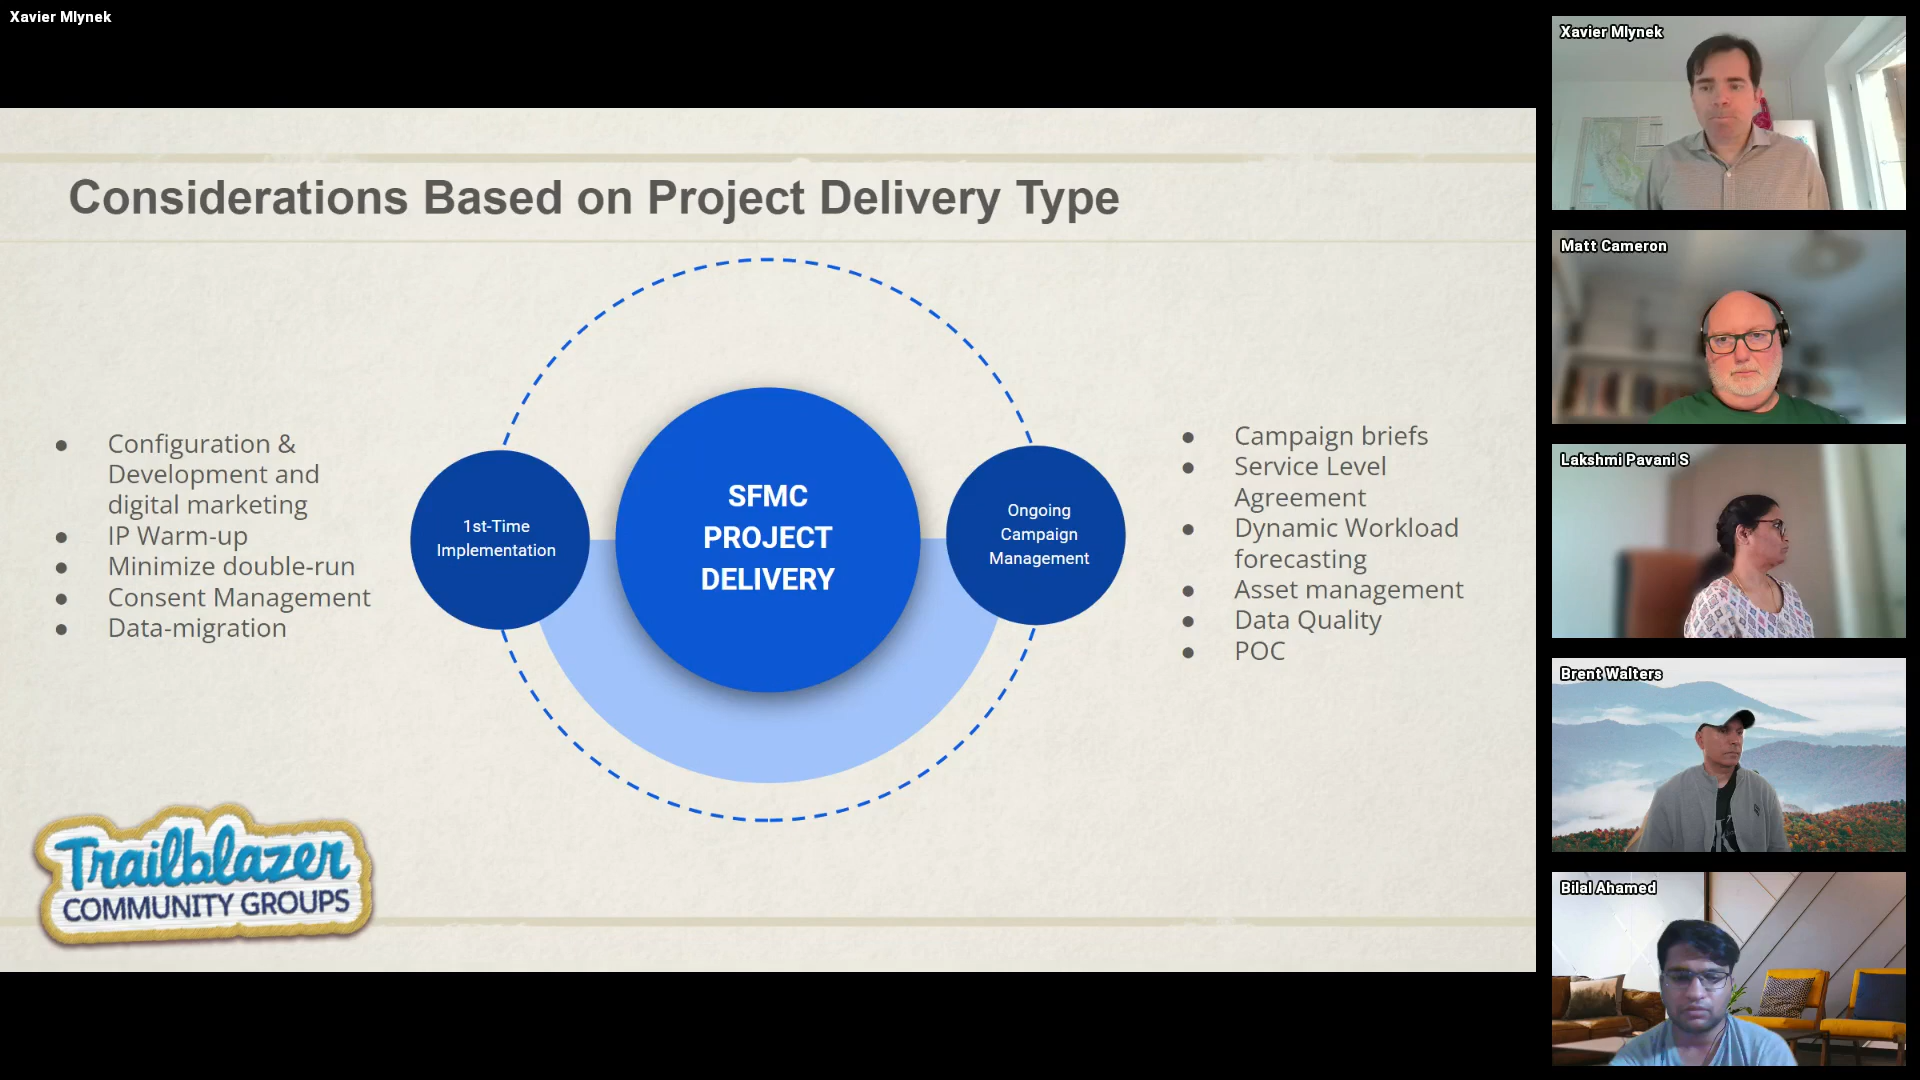 Xavier Mlynek
Considerations Based on Project Delivery Type
Configuration &
Development and
digital marketing
IP Warm-up
Minimize double-run
Consent Management
Data-migration
1st-Time
Implementation
SFMC
PROJECT
DELIVERY
Ongoing
Campaign
Management
Campaign briefs
Service Level
Agreement
Dynamic Workload
forecasting
Asset management
Data Quality
POC
Trailblazer
COMMUNITY GROUPS
Xavier Mlynek
Matt Cameron
Lakshmi Pavani S
Brent Walters
Bilal Ahamed